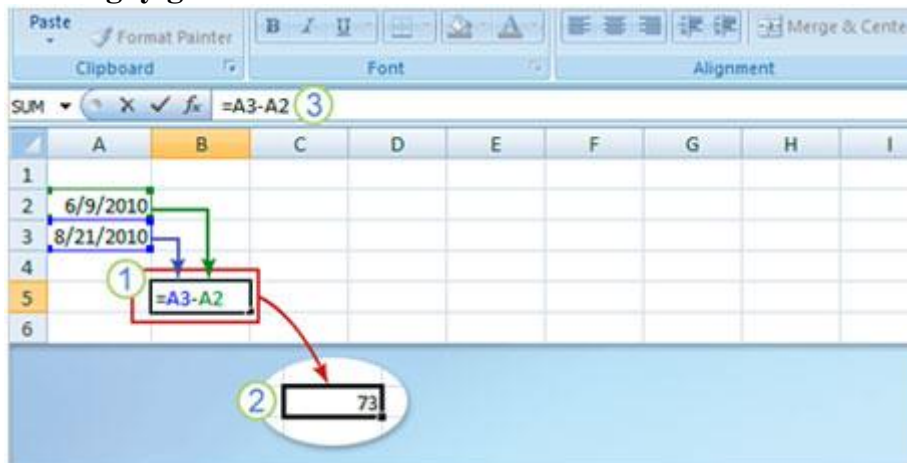 Paste Format Painter B I U A Merge & Cente
Clipboard Font Alignment
SUM X ✓ fx =A3-A2 3
A B C D E F G H I
1
2 6/9/2010
3 8/21/2010
4
1
5 =A3-A2
6
2 73